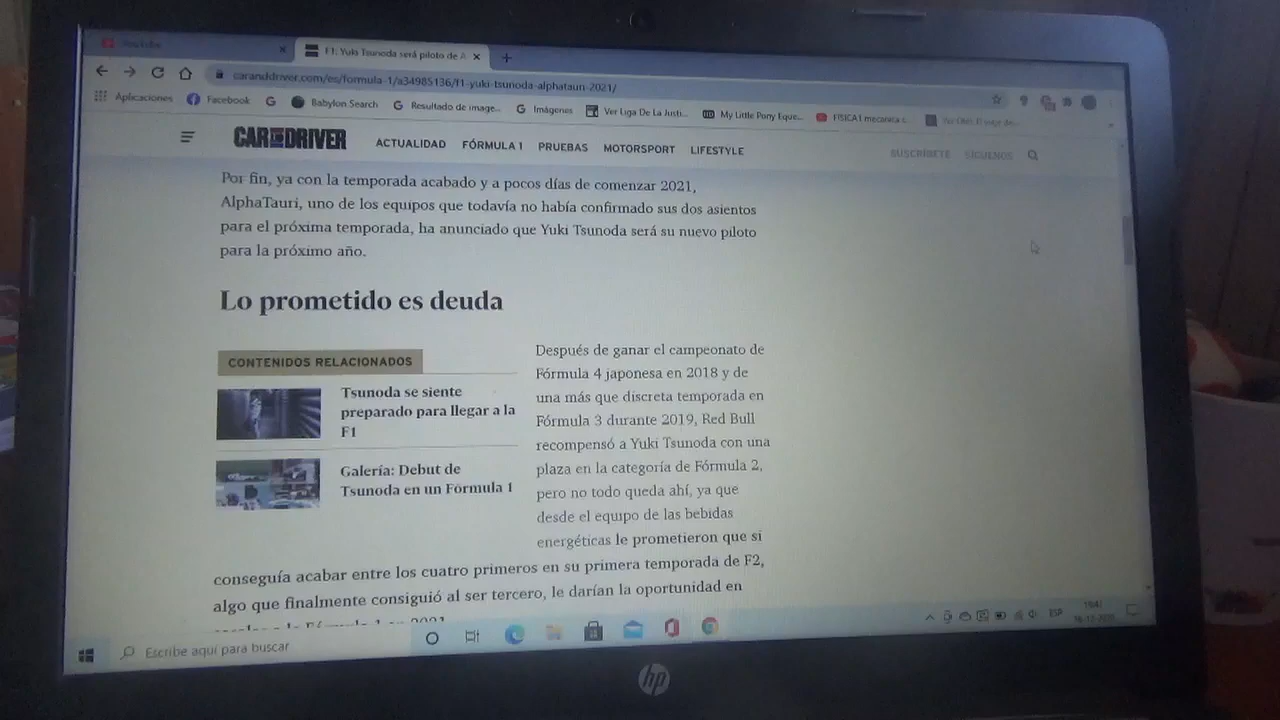 YouTube
F1: Yuki Tsunoda será piloto de A
caranddriver.com/es/formula-1/a34985136/f1-yuki-tsunoda-alphatauri-2021/
Aplicaciones Facebook Babylon Search Resultado de image... Imágenes Ver Liga De La Justi... My Little Pony Eque... FISICA I mecanica c...
CAR AND DRIVER ACTUALIDAD FÓRMULA 1 PRUEBAS MOTORSPORT LIFESTYLE SUSCRÍBETE SÍGUENOS
Por fin, ya con la temporada acabado y a pocos días de comenzar 2021,
AlphaTauri, uno de los equipos que todavía no había confirmado sus dos asientos
para el próxima temporada, ha anunciado que Yuki Tsunoda será su nuevo piloto
para la próximo año.
Lo prometido es deuda
CONTENIDOS RELACIONADOS
Tsunoda se siente
preparado para llegar a la
F1
Galería: Debut de
Tsunoda en un Fórmula 1
Después de ganar el campeonato de
Fórmula 4 japonesa en 2018 y de
una más que discreta temporada en
Fórmula 3 durante 2019, Red Bull
recompensó a Yuki Tsunoda con una
plaza en la categoría de Fórmula 2,
pero no todo queda ahí, ya que
desde el equipo de las bebidas
energéticas le prometieron que si
conseguía acabar entre los cuatro primeros en su primera temporada de F2,
algo que finalmente consiguió al ser tercero, le darían la oportunidad en
Escribe aquí para buscar
ESP
hp